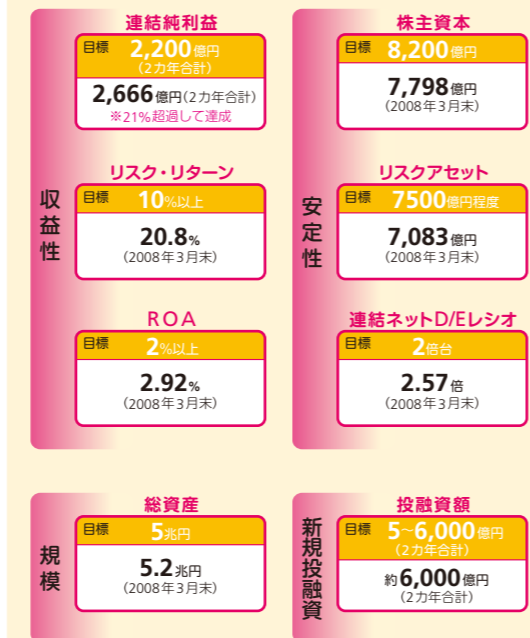 収益性
連結純利益
目標 2,200億円
(2カ年合計)
2,666億円(2カ年合計)
※21%超過して達成
リスク・リターン
目標 10%以上
20.8%
(2008年3月末)
ROA
目標 2%以上
2.92%
(2008年3月末)
安定性
株主資本
目標 8,200億円
7,798億円
(2008年3月末)
リスクアセット
目標 7500億円程度
7,083億円
(2008年3月末)
連結ネットD/Eレシオ
目標 2倍台
2.57倍
(2008年3月末)
規模
総資産
目標 5兆円
5.2兆円
(2008年3月末)
新規投融資
投融資額
目標 5~6,000億円
(2カ年合計)
約6,000億円
(2カ年合計)